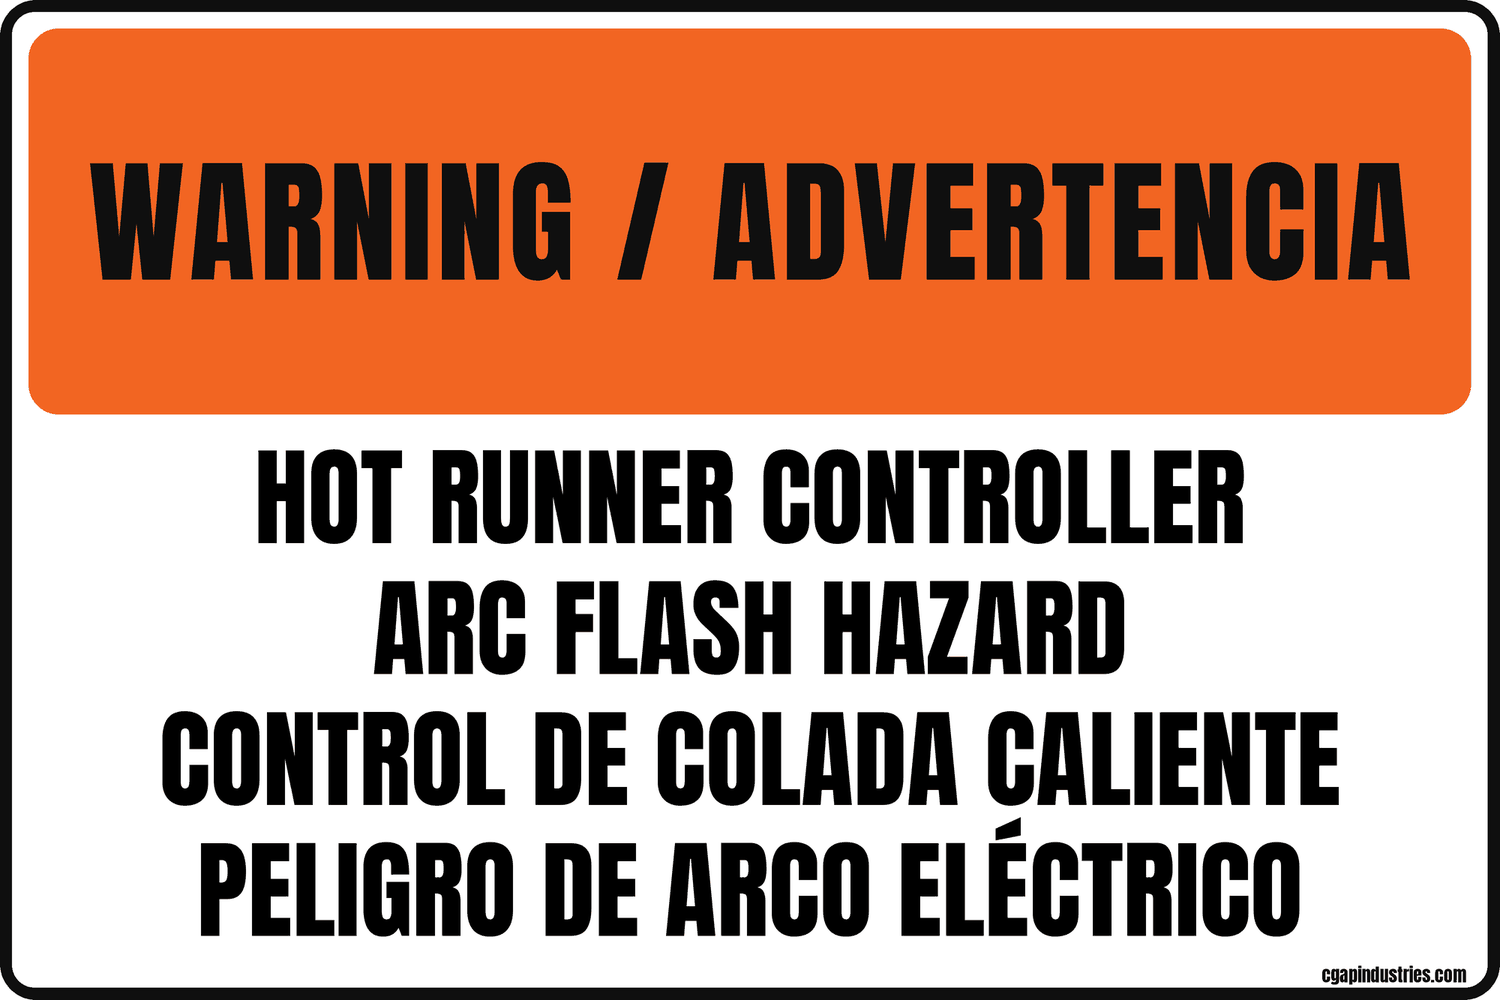 WARNING / ADVERTENCIA
HOT RUNNER CONTROLLER
ARC FLASH HAZARD
CONTROL DE COLADA CALIENTE
PELIGRO DE ARCO ELÉCTRICO
cgapindustries.com